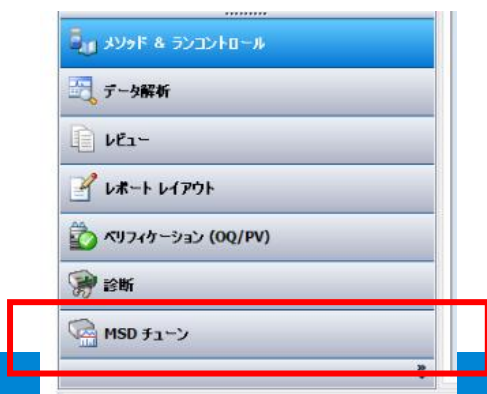 メソッド & ランコントロール
データ解析
レビュー
レポート レイアウト
ベリフィケーション (OQ/PV)
診断
MSD チューン